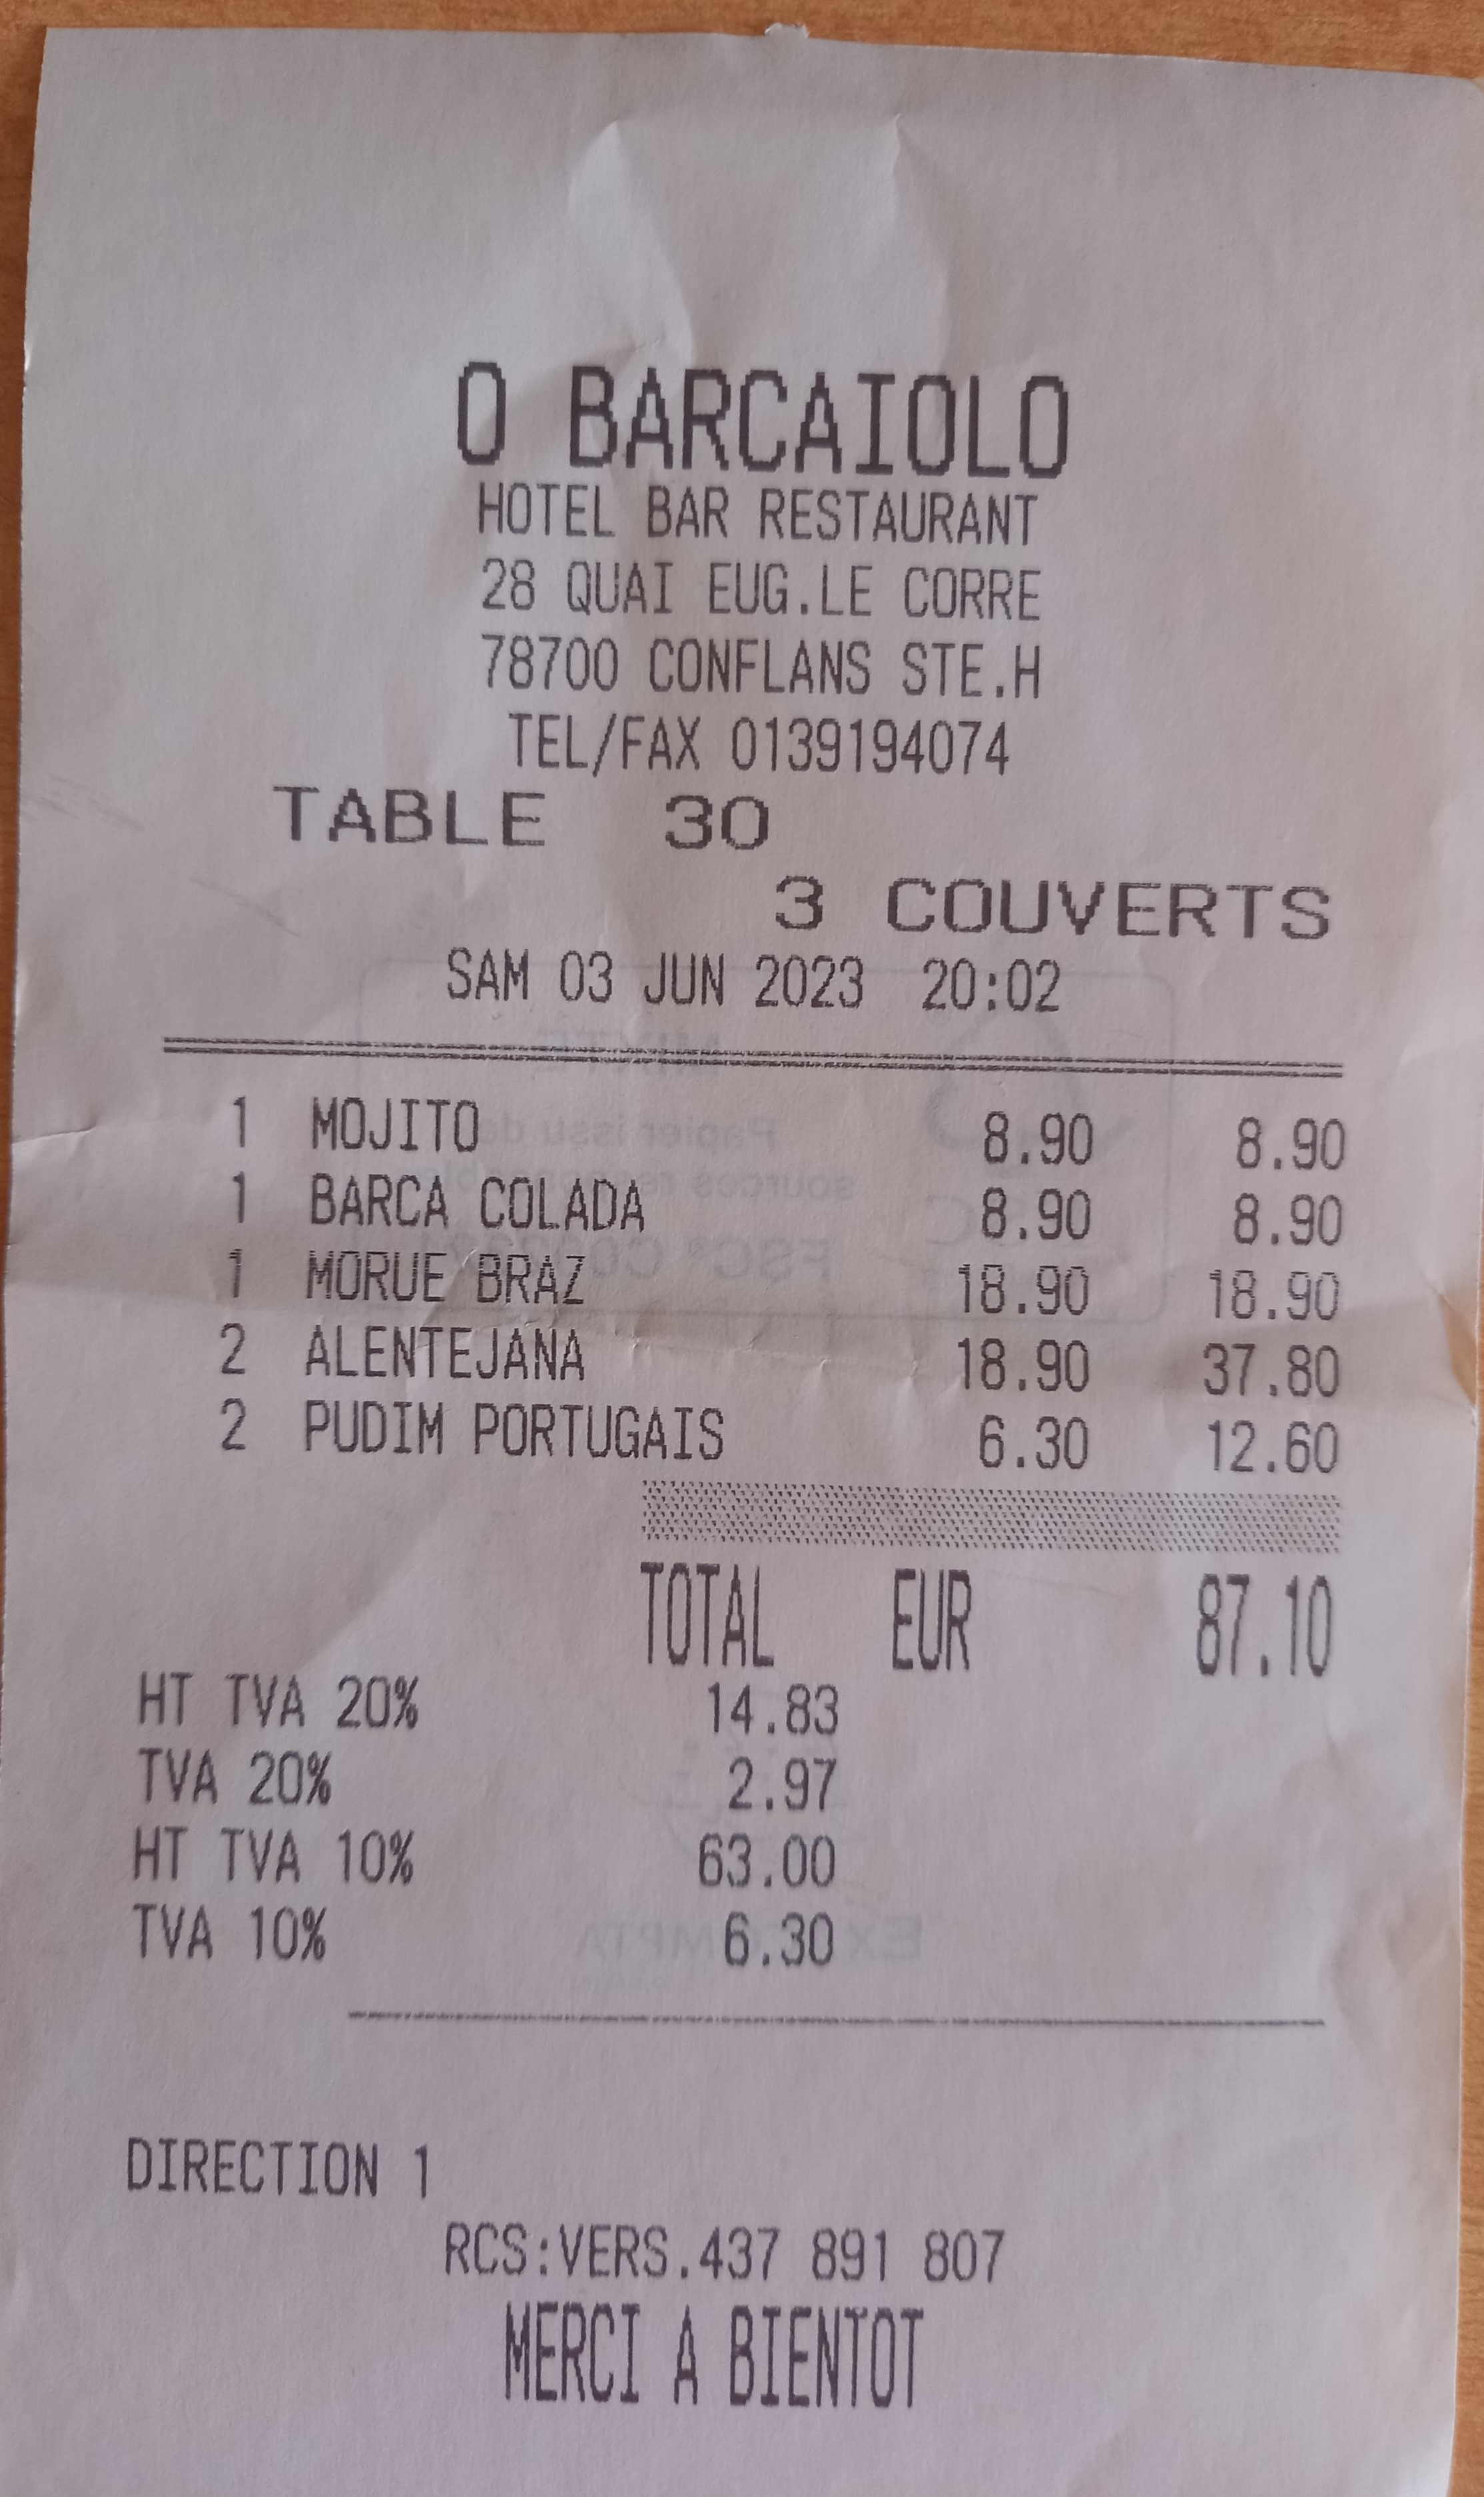 O BARCAIOLO
HOTEL BAR RESTAURANT
28 QUAI EUG.LE CORRE
78700 CONFLANS STE.H
TEL/FAX 0139194074
TABLE 30
3 COUVERTS
SAM 03 JUN 2023 20:02
1 MOJITO 8.90 8.90
1 BARCA COLADA 8.90 8.90
1 MORUE BRAZ 18.90 18.90
2 ALENTEJANA 18.90 37.80
2 PUDIM PORTUGAIS 6.30 12.60
TOTAL EUR 87.10
HT TVA 20% 14.83
TVA 20% 2.97
HT TVA 10% 63.00
TVA 10% 6.30
DIRECTION 1
RCS:VERS.437 891 807
MERCI A BIENTOT